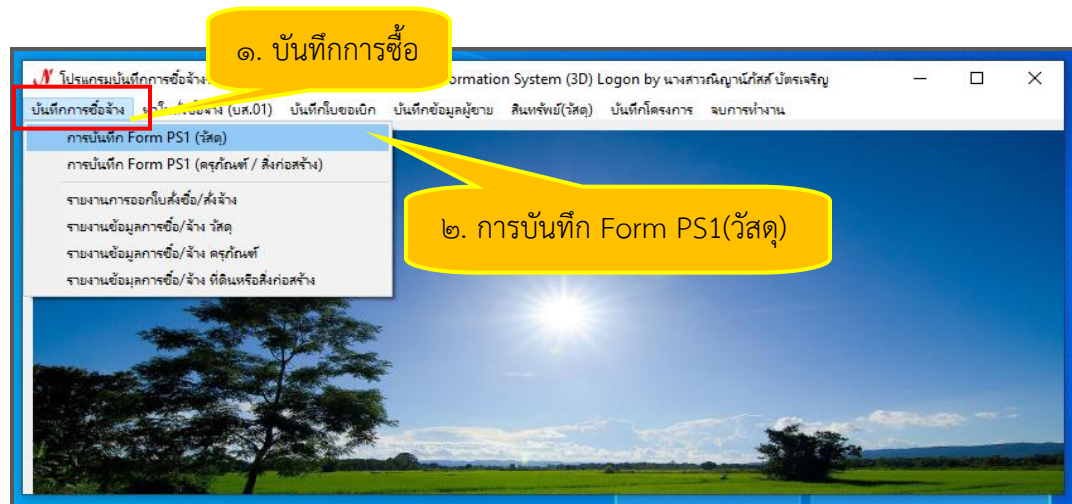 ๑. บันทึกการซื้อ
โปรแกรมบันทึกการซื้อจ้าง ormation System (3D) Logon by นางสาวณิญาน์ภัสส์ บัตรเจริญ
บันทึกการซื้อจ้าง (บส.01) บันทึกใบขอเบิก บันทึกข้อมูลผู้ขาย สินทรัพย์(วัสดุ) บันทึกโครงการ จบการทำงาน
การบันทึก Form PS1 (วัสดุ)
การบันทึก Form PS1 (ครุภัณฑ์ / สิ่งก่อสร้าง)
รายงานการออกใบสั่งซื้อ/สั่งจ้าง
รายงานข้อมูลการซื้อ/จ้าง วัสดุ
รายงานข้อมูลการซื้อ/จ้าง ครุภัณฑ์
รายงานข้อมูลการซื้อ/จ้าง ที่ดินหรือสิ่งก่อสร้าง
๒. การบันทึก Form PS1(วัสดุ)